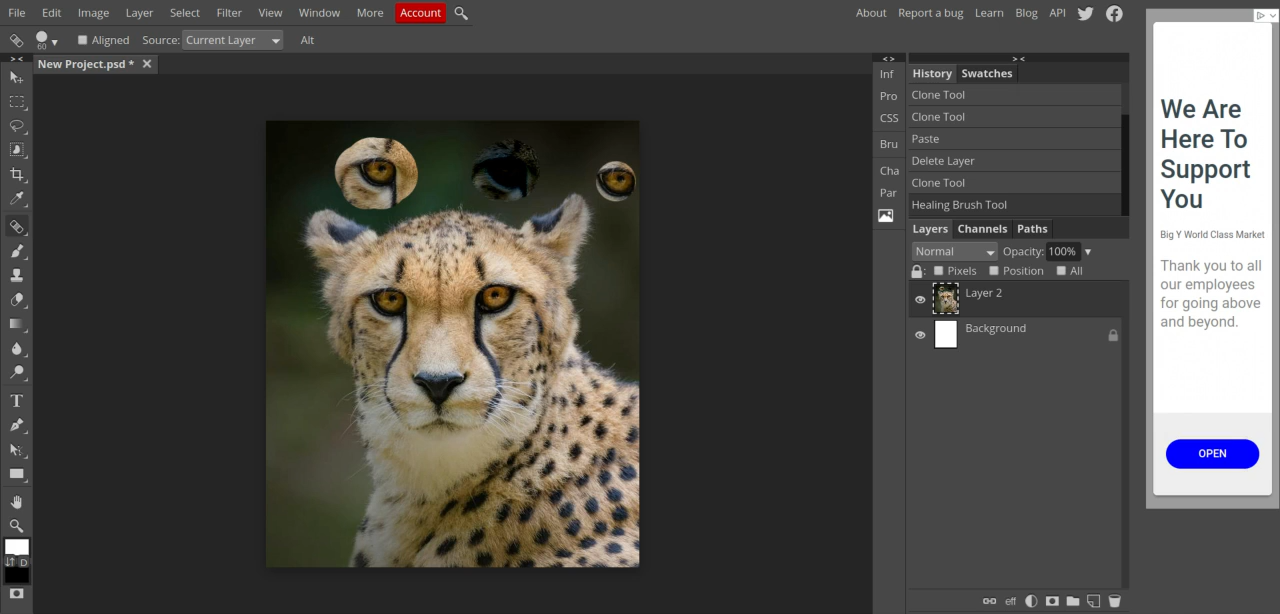 File Edit Image Layer Select Filter View Window More Account About Report a bug Learn Blog API
60 Aligned Source: Current Layer Alt
> < < > > <
New Project.psd *
Inf
Pro
CSS
Bru
Cha
Par
History Swatches
Clone Tool
Clone Tool
Paste
Delete Layer
Clone Tool
Healing Brush Tool
Layers Channels Paths
Normal Opacity: 100%
: Pixels Position All
Layer 2
Background
T
D
eff
We Are
Here To
Support
You
Big Y World Class Market
Thank you to all
our employees
for going above
and beyond.
OPEN